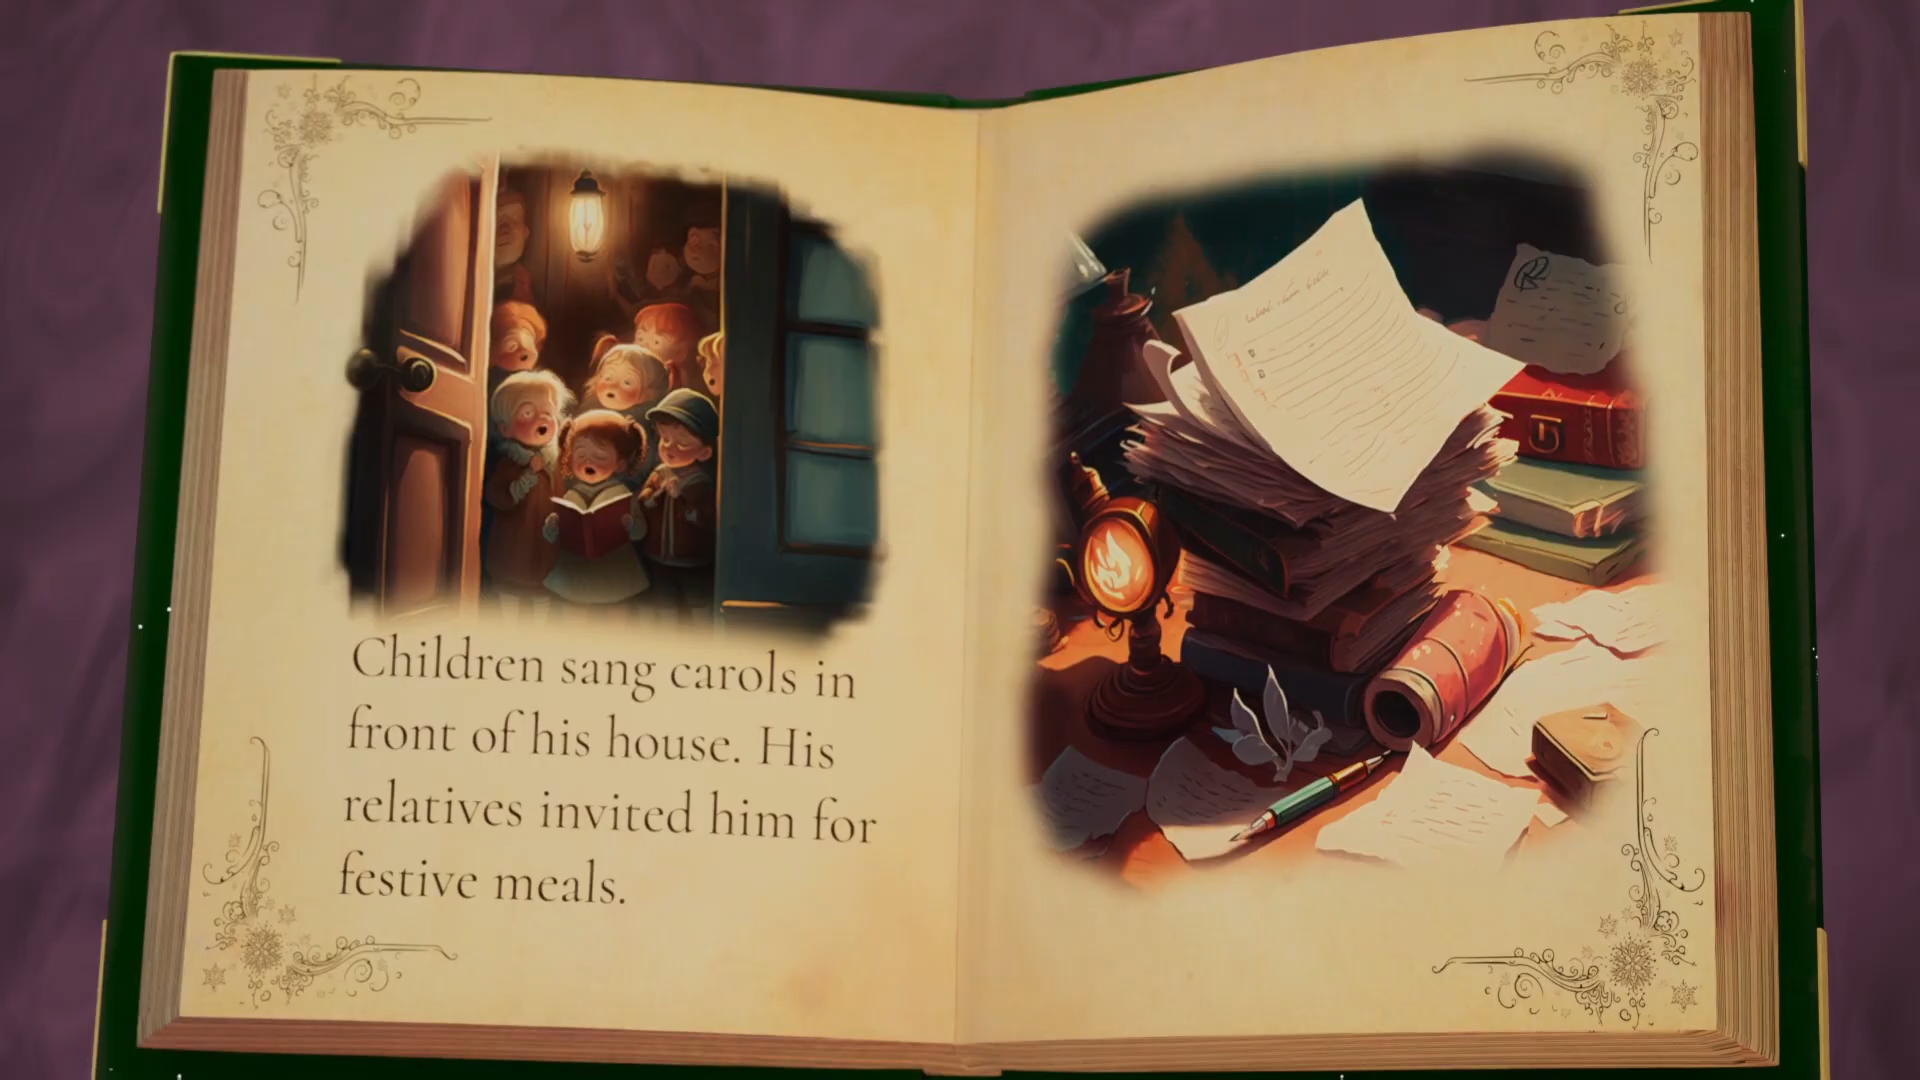 Children sang carols in
front of his house. His
relatives invited him for
festive meals.